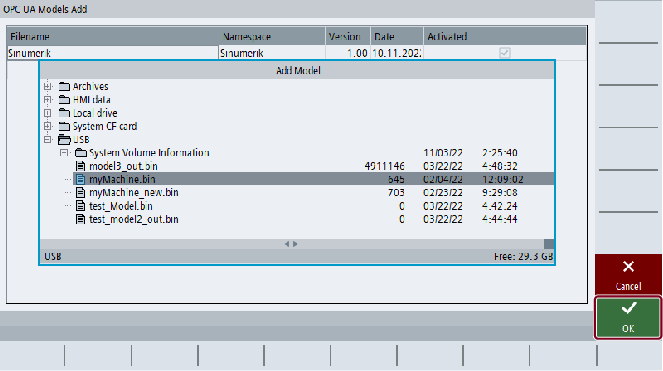 OPC UA Models Add
Filename Namespace Version Date Activated
Sinumerik Sinumerik 1.00 10.11.202
Add Model
Archives
HMI data
Local drive
System CF card
USB
System Volume Information 11/03/22 2:25:40
model3_out.bin 4911146 03/22/22 4:48:32
myMachine.bin 645 02/04/22 12:09:02
myMachine_new.bin 703 02/23/22 9:29:08
test_Model.bin 0 03/22/22 4:42:24
test_model2_out.bin 0 03/22/22 4:44:44
USB Free: 29.3 GB
Cancel
OK